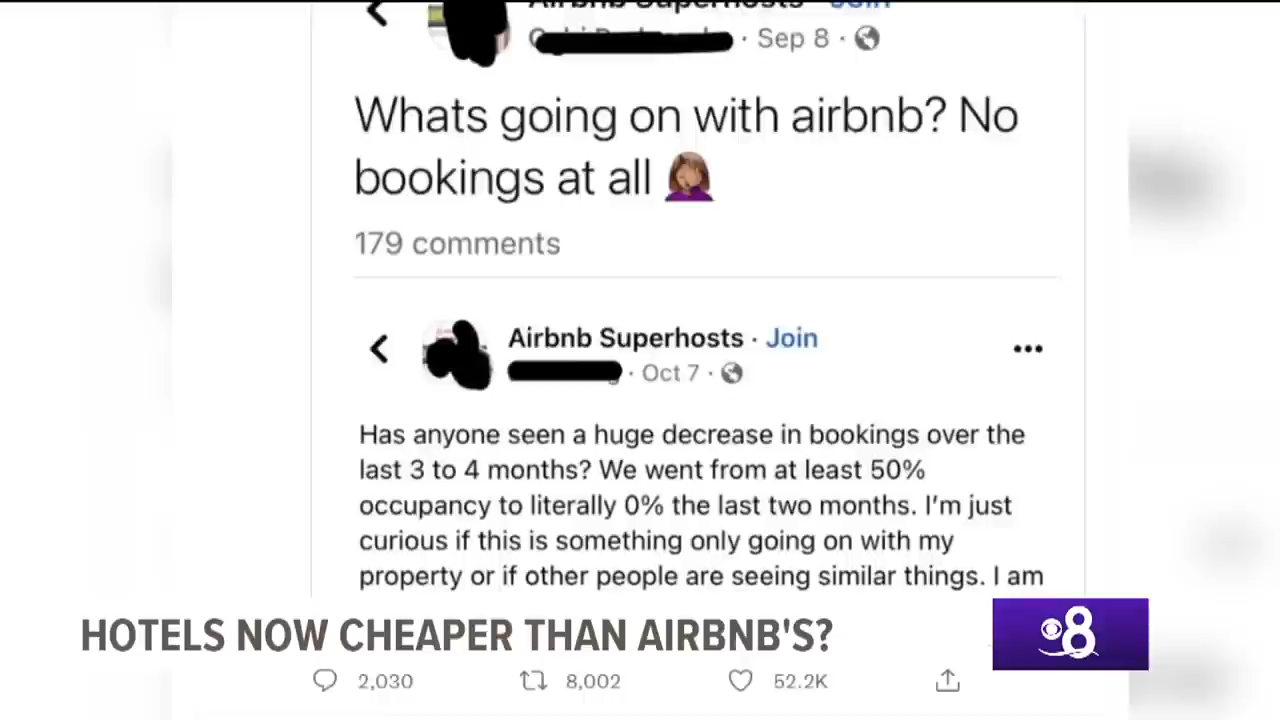 Airbnb Superhosts · Join
· Sep 8 ·
Whats going on with airbnb? No
bookings at all 🤦🏽‍♀️
179 comments
Airbnb Superhosts · Join
· Oct 7 ·
Has anyone seen a huge decrease in bookings over the
last 3 to 4 months? We went from at least 50%
occupancy to literally 0% the last two months. I'm just
curious if this is something only going on with my
property or if other people are seeing similar things. I am
HOTELS NOW CHEAPER THAN AIRBNB'S?
8
2,030 8,002 52.2K